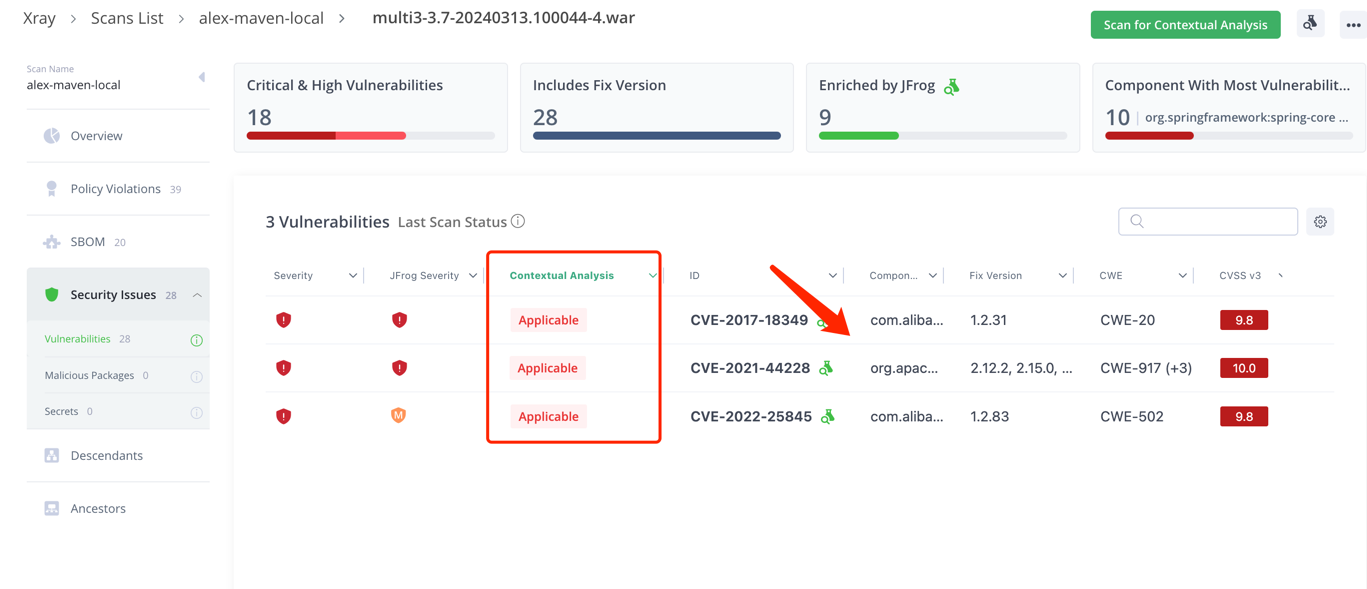 Xray > Scans List > alex-maven-local > multi3-3.7-20240313.100044-4.war
Scan for Contextual Analysis
Scan Name
alex-maven-local
Overview
Policy Violations 39
SBOM 20
Security Issues 28
Vulnerabilities 28
Malicious Packages 0
Secrets 0
Descendants
Ancestors
Critical & High Vulnerabilities
18
Includes Fix Version
28
Enriched by JFrog
9
Component With Most Vulnerabilit...
10 | org.springframework:spring-core ...
3 Vulnerabilities Last Scan Status
Severity JFrog Severity Contextual Analysis ID Compon... Fix Version CWE CVSS v3
Applicable CVE-2017-18349 com.aliba... 1.2.31 CWE-20 9.8
Applicable CVE-2021-44228 org.apac... 2.12.2, 2.15.0, ... CWE-917 (+3) 10.0
M Applicable CVE-2022-25845 com.aliba... 1.2.83 CWE-502 9.8